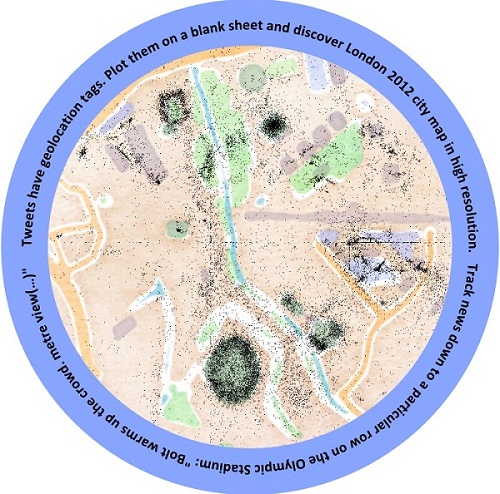 Tweets have geolocation tags. Plot them on a blank sheet and discover London 2012 city map in high resolution. Track news down to a particular row on the Olympic Stadium: "Bolt warms up the crowd. metre view(...)"